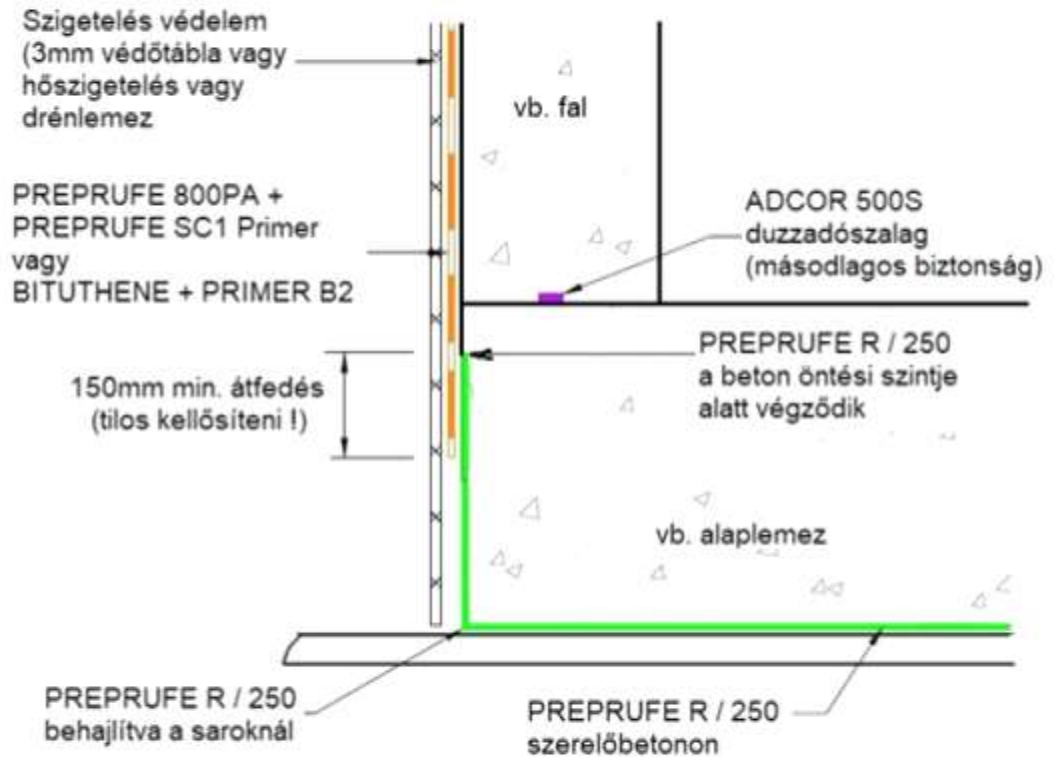 Szigetelés védelem
(3mm védőtábla vagy
hőszigetelés vagy
drénlemez
vb. fal
PREPRUFE 800PA +
PREPRUFE SC1 Primer
vagy
BITUTHENE + PRIMER B2
ADCOR 500S
duzzadószalag
(másodlagos biztonság)
150mm min. átfedés
(tilos kellősíteni !)
PREPRUFE R / 250
a beton öntési szintje
alatt végződik
vb. alaplemez
PREPRUFE R / 250
behajlítva a saroknál
PREPRUFE R / 250
szerelőbetonon